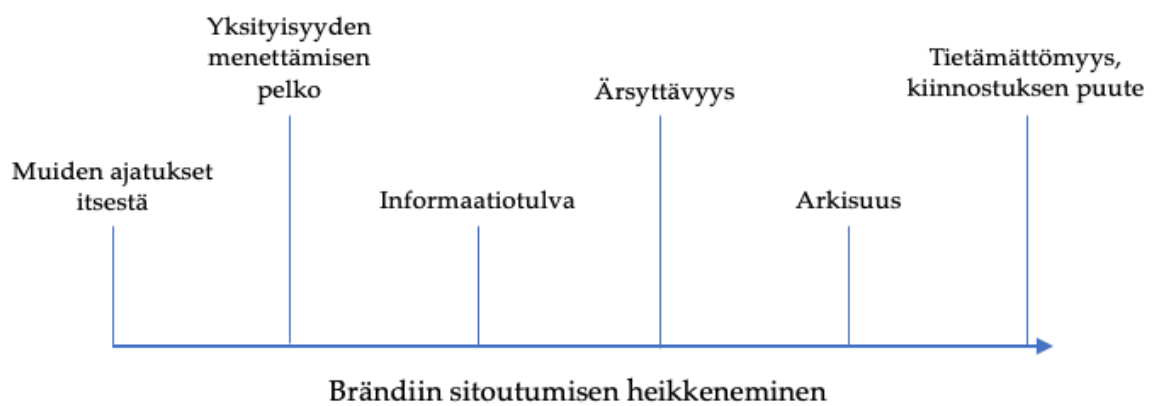 Yksityisyyden
menettämisen
pelko
Tietämättömyys,
kiinnostuksen puute
Ärsyttävyys
Muiden ajatukset
itsestä
Informaatiotulva
Arkisuus
Brändiin sitoutumisen heikkeneminen